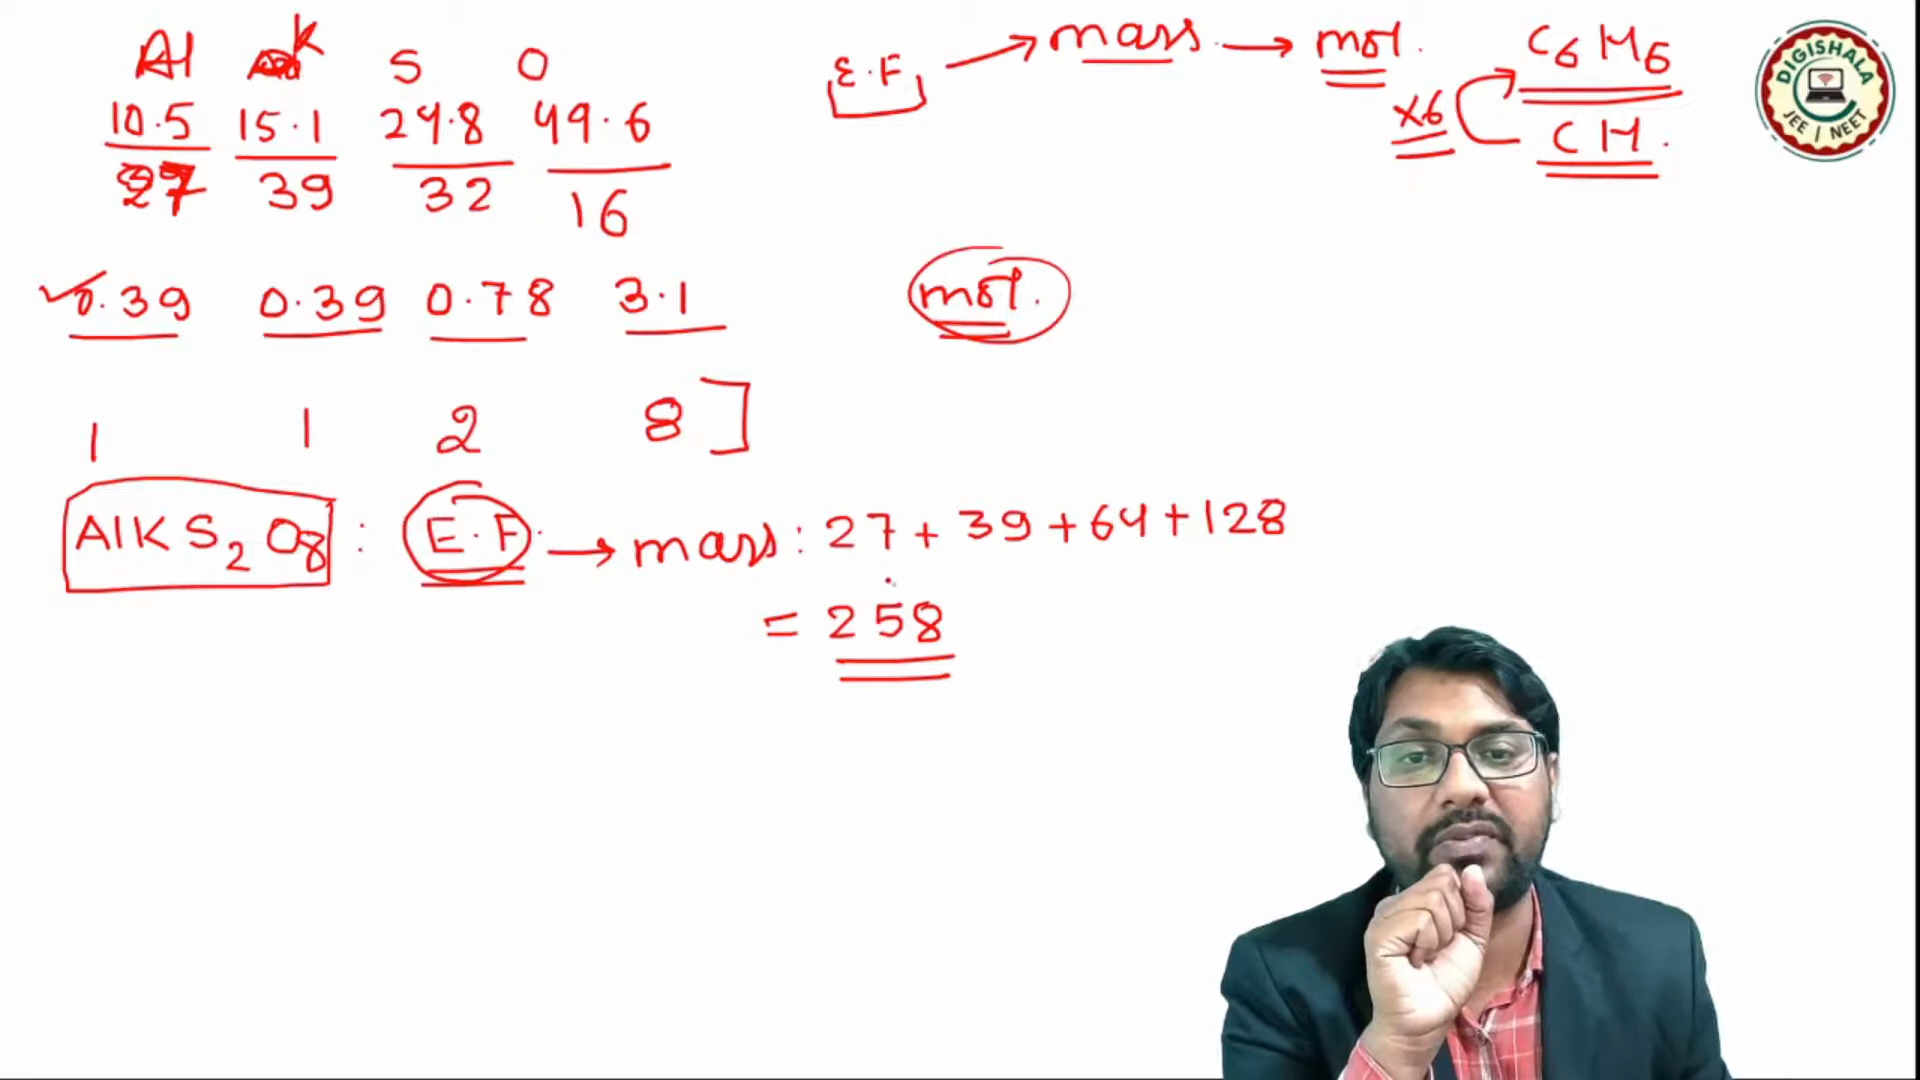 Al K S O
10.5 15.1 24.8 49.6
27 39 32 16
0.39 0.39 0.78 3.1
1 1 2 8 ]
AlKS2O8 : E.F. → mass : 27 + 39 + 64 + 128
= 258
E.F → mass → mol. C6H6
x6 CH.
mol.
DIGISHALA
JEE | NEET